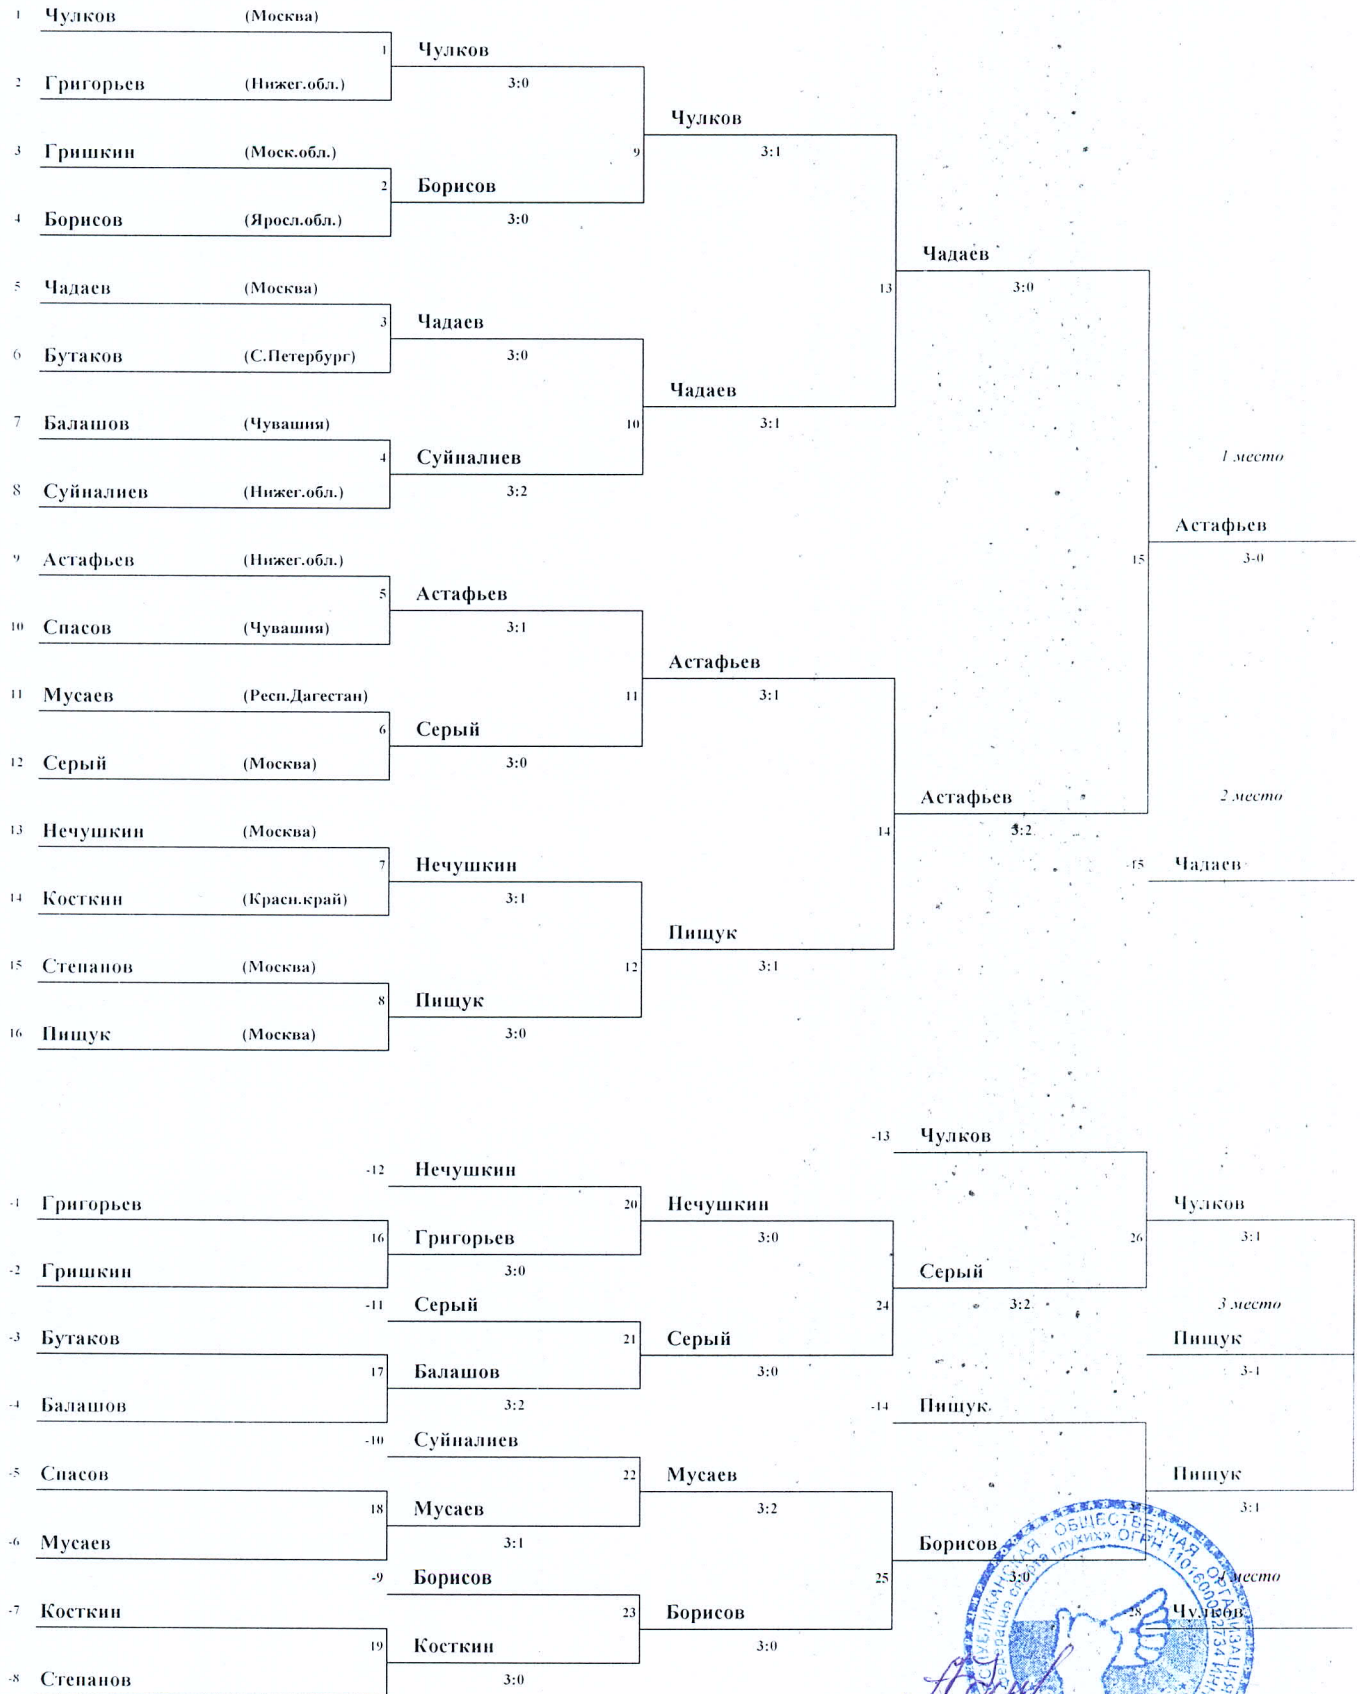 1 Чулков (Москва)
1 Чулков
2 Григорьев (Нижег.обл.) 3:0
Чулков
3 Гришкин (Моск.обл.) 9 3:1
2 Борисов
4 Борисов (Яросл.обл.) 3:0
Чадаев
5 Чадаев (Москва) 13 3:0
3 Чадаев
6 Бутаков (С.Петербург) 3:0
Чадаев
7 Балашов (Чувашия) 10 3:1
4 Суйналиев 1 место
8 Суйналиев (Нижег.обл.) 3:2
Астафьев
9 Астафьев (Нижег.обл.) 15 3-0
5 Астафьев
10 Спасов (Чувашия) 3:1
Астафьев
11 Мусаев (Респ.Дагестан) 11 3:1
6 Серый
12 Серый (Москва) 3:0
Астафьев 2 место
13 Нечушкин (Москва) 14 3:2
7 Нечушкин -15 Чадаев
14 Косткин (Красн.край) 3:1
Пищук
15 Степанов (Москва) 12 3:1
8 Пищук
16 Пищук (Москва) 3:0
-13 Чулков
-12 Нечушкин
-1 Григорьев 20 Нечушкин Чулков
16 Григорьев 3:0 26 3:1
-2 Гришкин 3:0 Серый
-11 Серый 24 3:2 3 место
-3 Бутаков 21 Серый Пищук
17 Балашов 3:0 3-1
-4 Балашов 3:2 -14 Пищук
-10 Суйналиев
-5 Спасов 22 Мусаев Пищук
18 Мусаев 3:2 3:1
-6 Мусаев 3:1 Борисов
-9 Борисов 25 3:0 место
-7 Косткин 23 Борисов 28 Чулков
19 Косткин 3:0
-8 Степанов 3:0
ОБЩЕСТВЕННАЯ ОРГАНИЗАЦИЯ
глухих» ОГРН